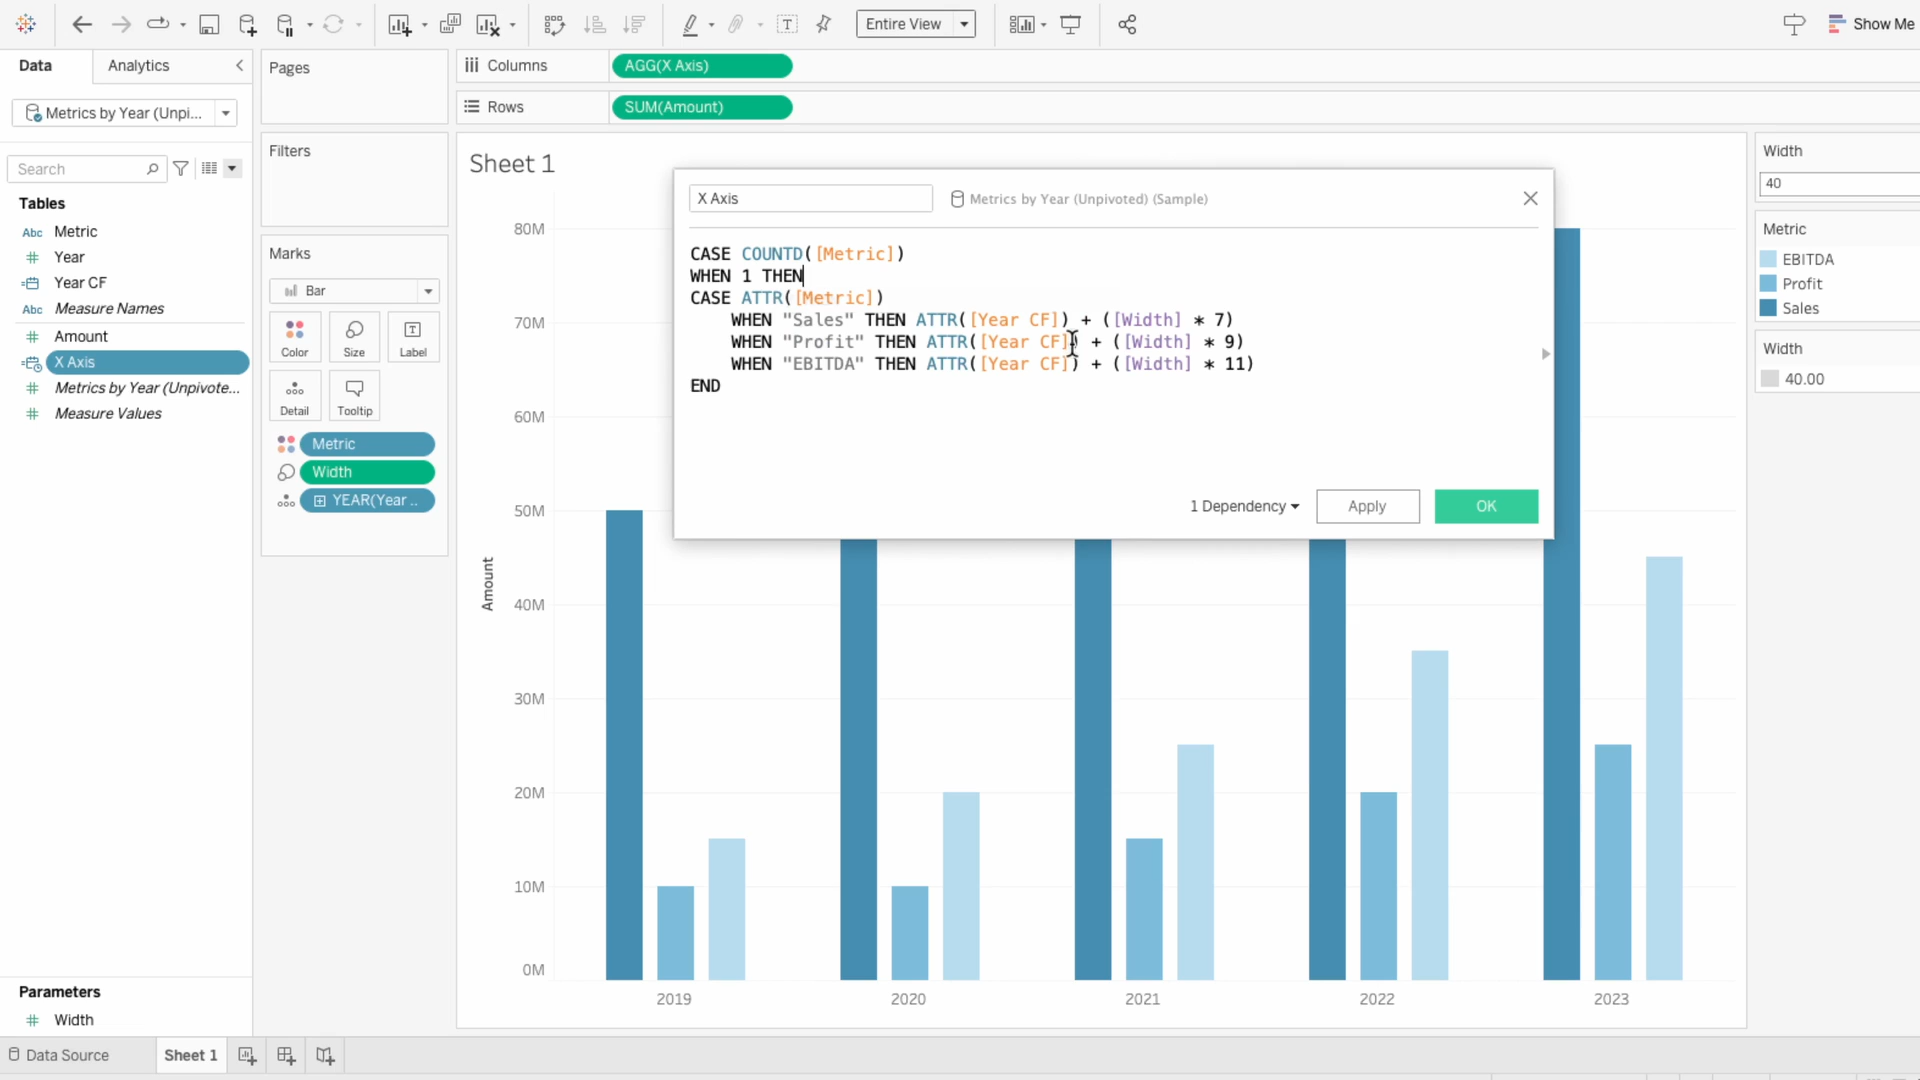 Entire View
Show Me
Data
Analytics
Pages
Columns
AGG(X Axis)
Rows
SUM(Amount)
Metrics by Year (Unpi...
Search
Filters
Tables
Abc Metric
Year
Year CF
Abc Measure Names
Amount
X Axis
Metrics by Year (Unpivote...
Measure Values
Marks
Bar
Color
Size
Label
Detail
Tooltip
Metric
Width
YEAR(Year ..
Sheet 1
X Axis
Metrics by Year (Unpivoted) (Sample)
CASE COUNTD([Metric])
WHEN 1 THEN
CASE ATTR([Metric])
WHEN "Sales" THEN ATTR([Year CF]) + ([Width] * 7)
WHEN "Profit" THEN ATTR([Year CF]) + ([Width] * 9)
WHEN "EBITDA" THEN ATTR([Year CF]) + ([Width] * 11)
END
1 Dependency
Apply
OK
Width
40
Metric
EBITDA
Profit
Sales
Width
40.00
Amount
80M
70M
60M
50M
40M
30M
20M
10M
0M
2019
2020
2021
2022
2023
Parameters
Width
Data Source
Sheet 1